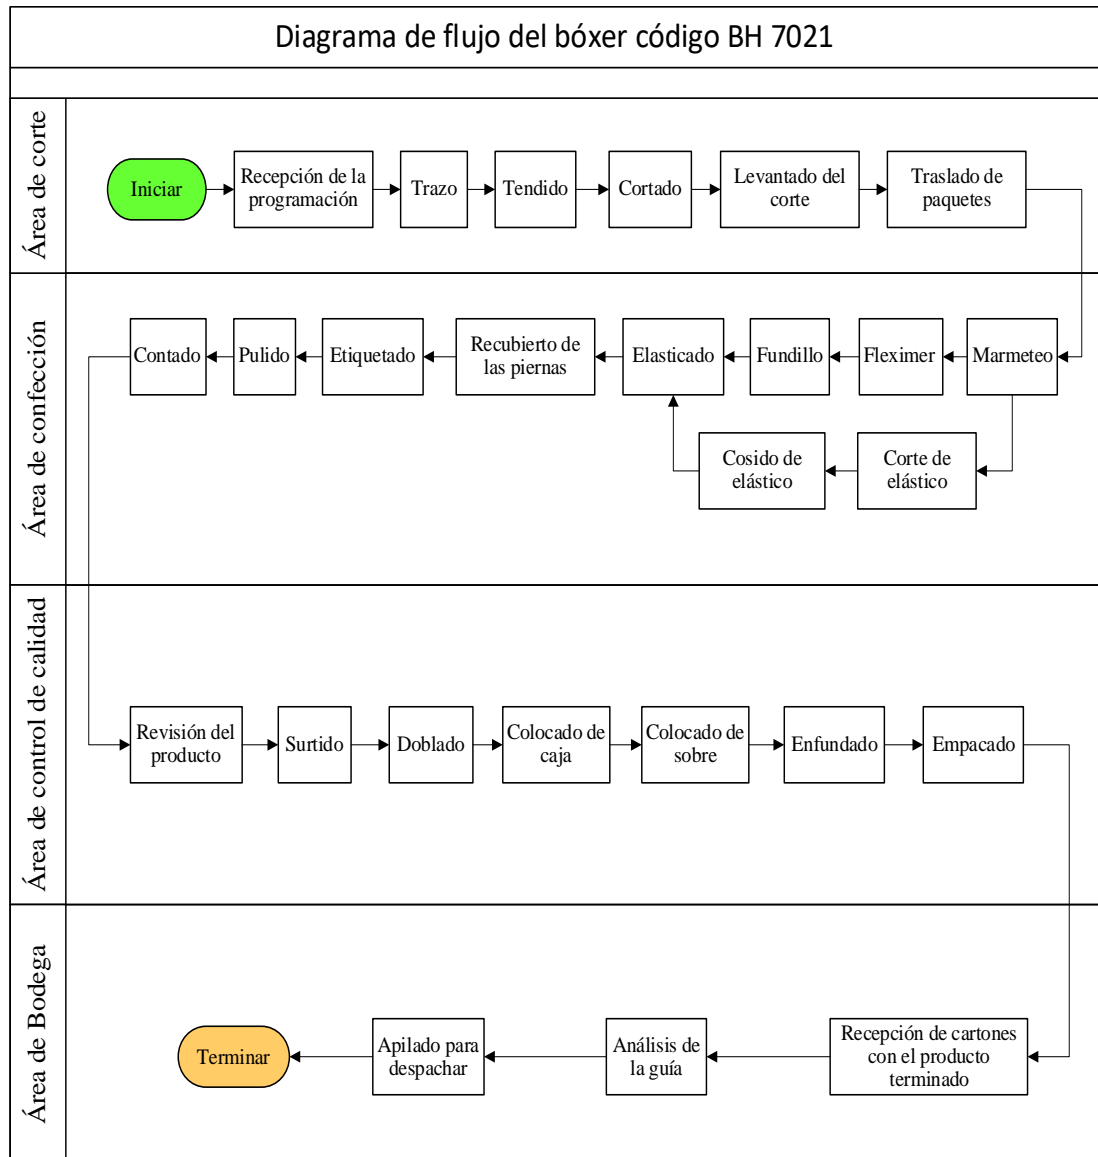 Diagrama de flujo del bóxer código BH 7021
Área de corte
Iniciar
Recepción de la
programación
Trazo
Tendido
Cortado
Levantado del
corte
Traslado de
paquetes
Área de confección
Marmeteo
Fleximer
Fundillo
Elasticado
Recubierto de
las piernas
Etiquetado
Pulido
Contado
Corte de
elástico
Cosido de
elástico
Área de control de calidad
Revisión del
producto
Surtido
Doblado
Colocado de
caja
Colocado de
sobre
Enfundado
Empacado
Área de Bodega
Recepción de cartones
con el producto
terminado
Análisis de
la guía
Apilado para
despachar
Terminar